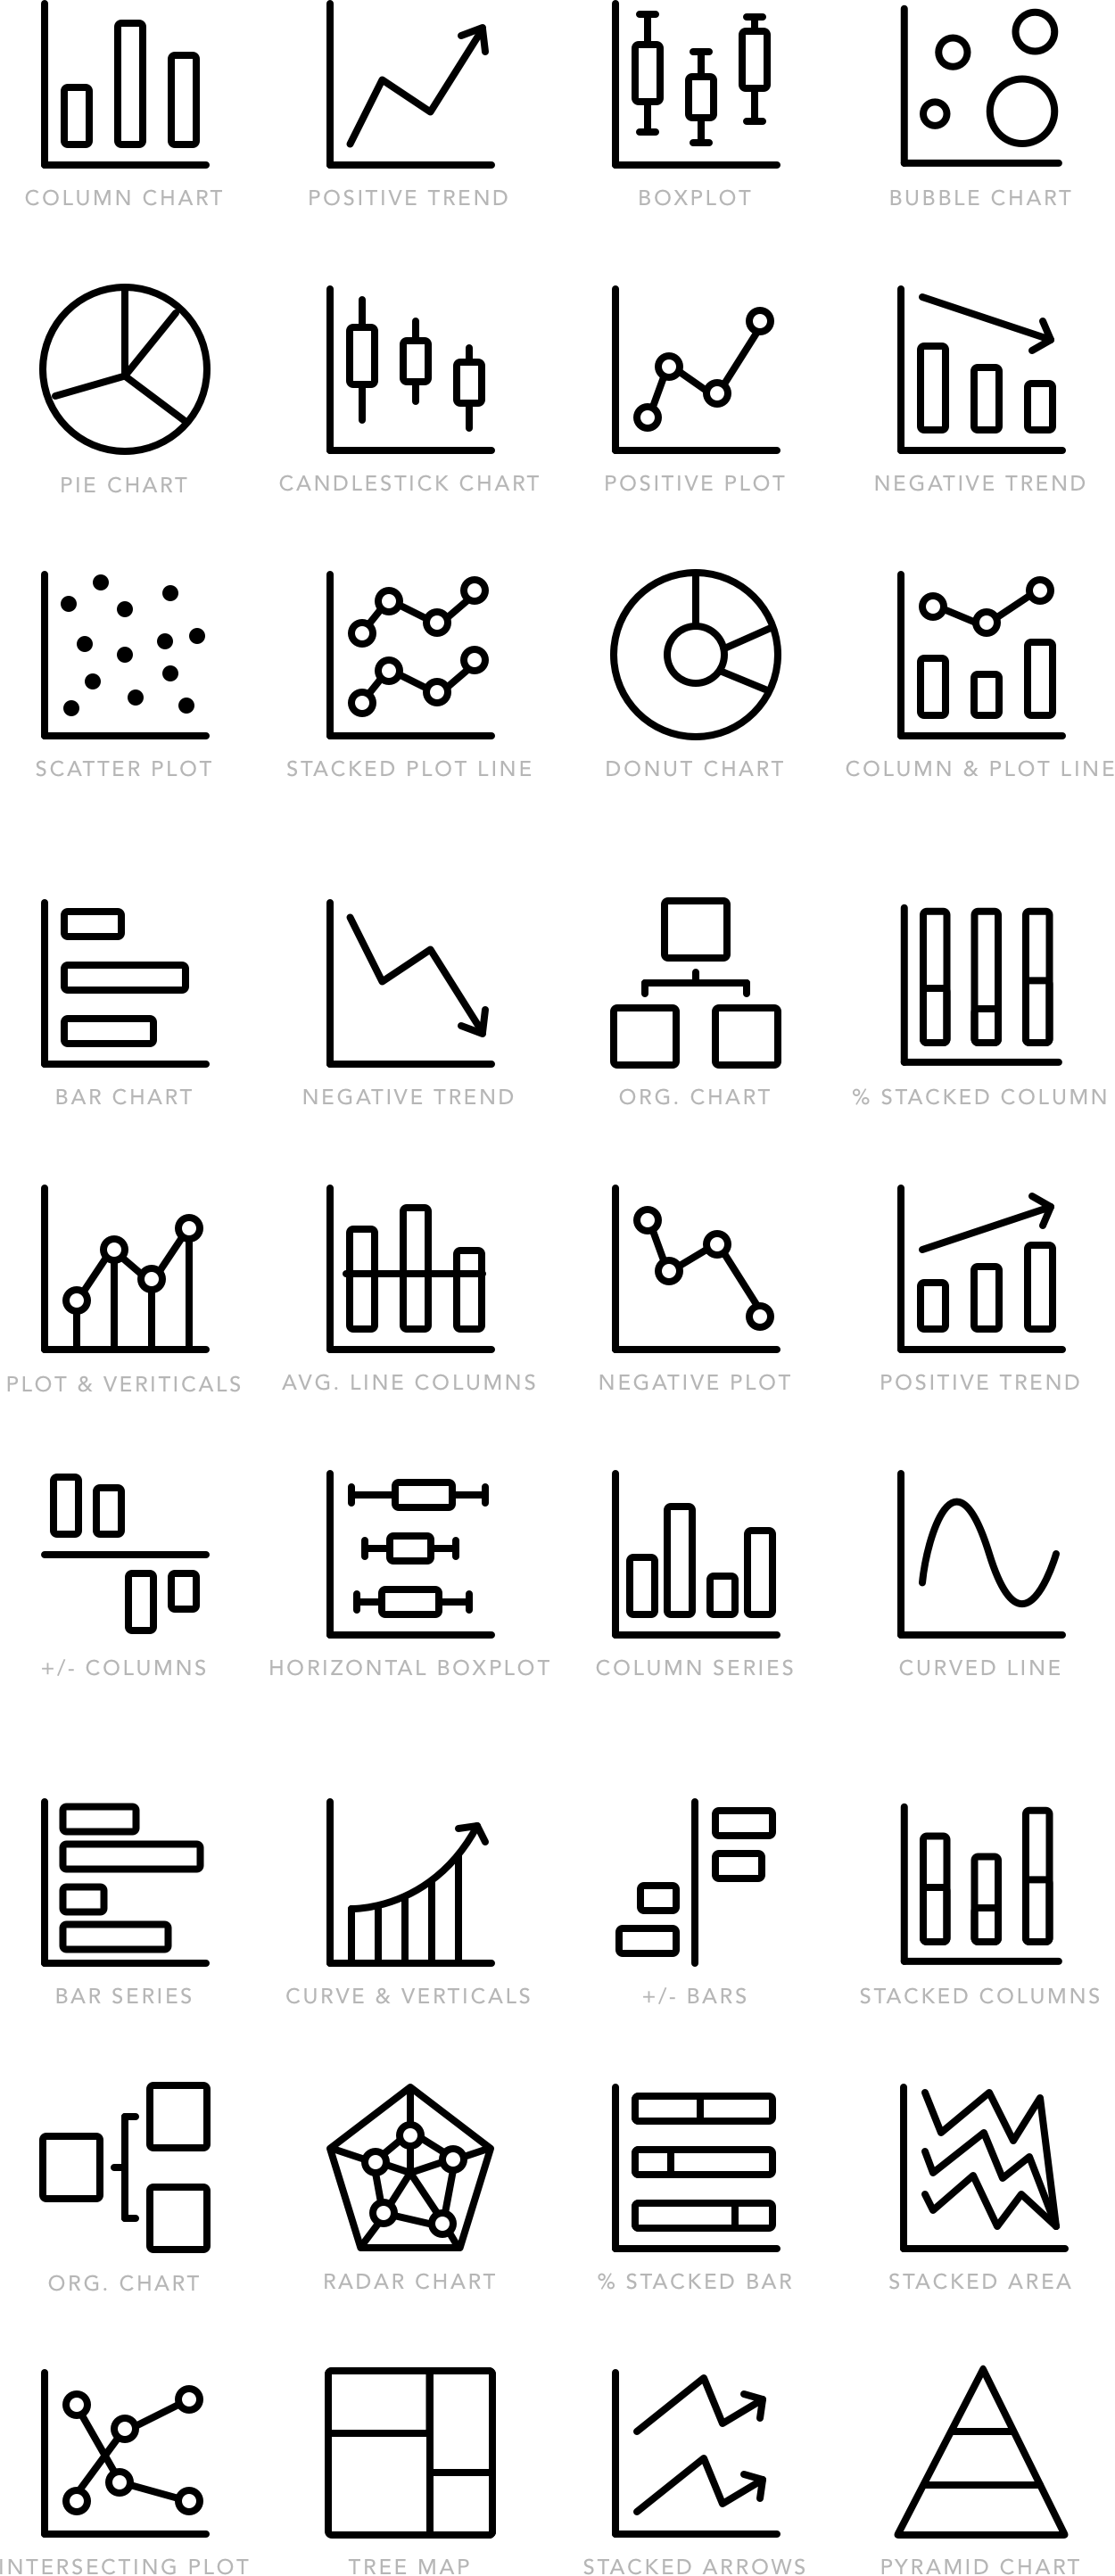 COLUMN CHART
POSITIVE TREND
BOXPLOT
BUBBLE CHART
PIE CHART
CANDLESTICK CHART
POSITIVE PLOT
NEGATIVE TREND
SCATTER PLOT
STACKED PLOT LINE
DONUT CHART
COLUMN & PLOT LINE
BAR CHART
NEGATIVE TREND
ORG. CHART
% STACKED COLUMN
PLOT & VERITICALS
AVG. LINE COLUMNS
NEGATIVE PLOT
POSITIVE TREND
+/- COLUMNS
HORIZONTAL BOXPLOT
COLUMN SERIES
CURVED LINE
BAR SERIES
CURVE & VERTICALS
+/- BARS
STACKED COLUMNS
ORG. CHART
RADAR CHART
% STACKED BAR
STACKED AREA
INTERSECTING PLOT
TREE MAP
STACKED ARROWS
PYRAMID CHART